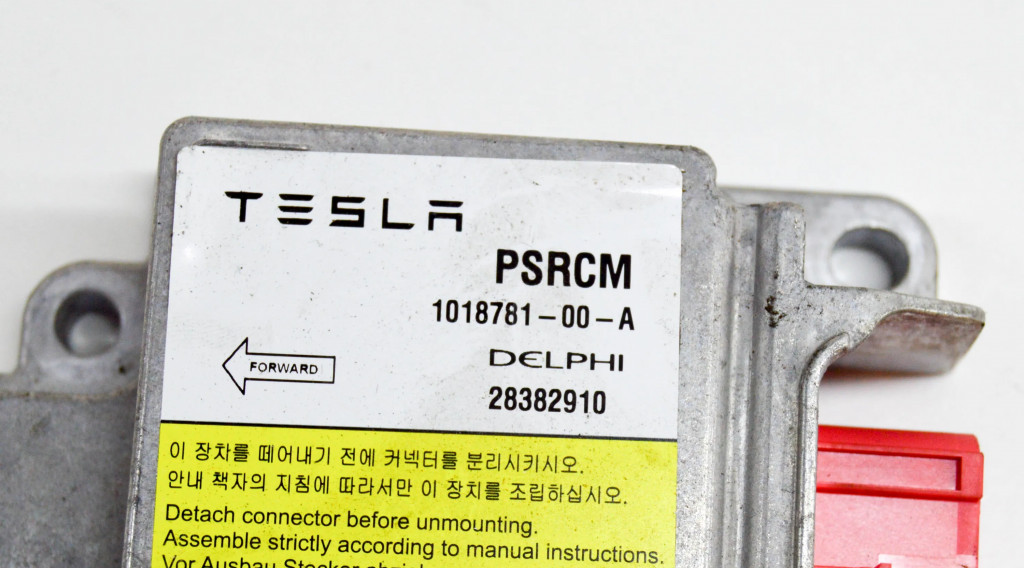 TESLA
PSRCM
1018781-00-A
DELPHI
FORWARD
28382910
이 장차를 떼어내기 전에 커넥터를 분리시키시오.
안내 책자의 지침에 따라서만 이 장치를 조립하십시오.
Detach connector before unmounting.
Assemble strictly according to manual instructions.
Vor Ausbau Stecker